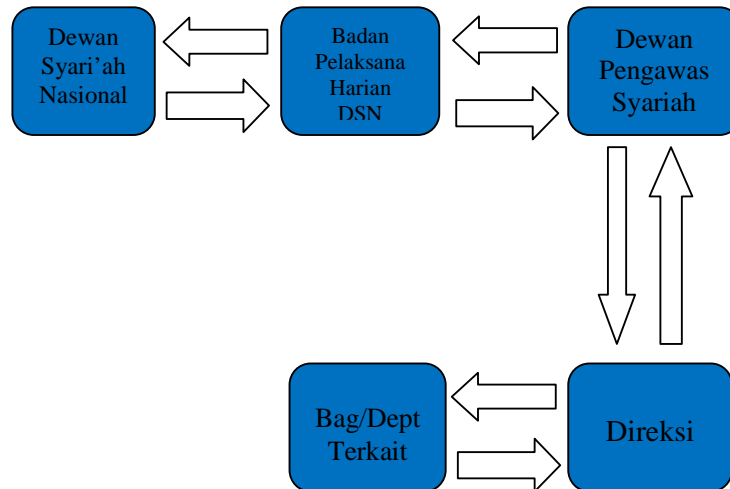 Dewan
Syari’ah
Nasional
Badan
Pelaksana
Harian
DSN
Dewan
Pengawas
Syariah
Bag/Dept
Terkait
Direksi